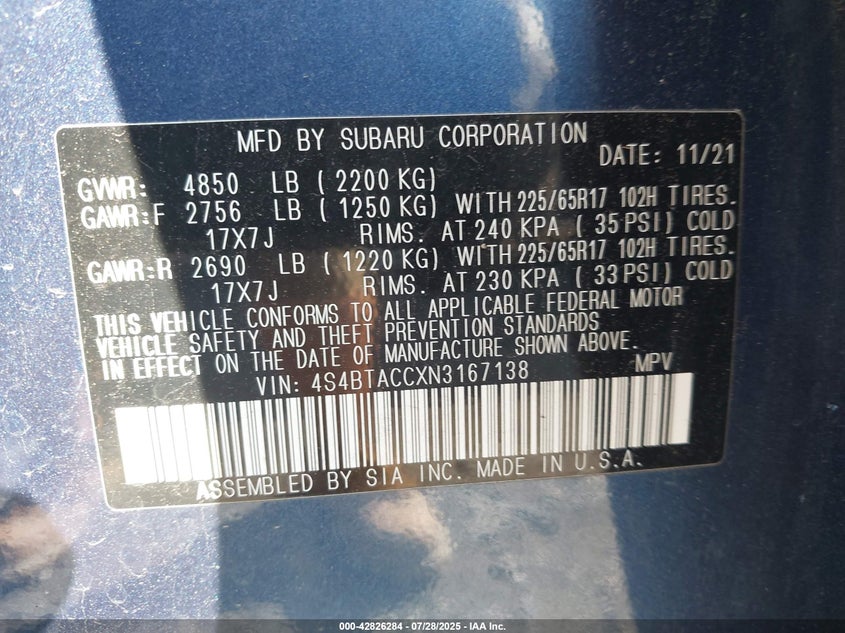 MFD BY SUBARU CORPORATION
DATE: 11/21
GVWR: 4850 LB ( 2200 KG)
GAWR:F 2756 LB ( 1250 KG) WITH 225/65R17 102H TIRES.
17X7J RIMS. AT 240 KPA ( 35 PSI) COLD
GAWR:R 2690 LB ( 1220 KG) WITH 225/65R17 102H TIRES.
17X7J RIMS. AT 230 KPA ( 33 PSI) COLD
THIS VEHICLE CONFORMS TO ALL APPLICABLE FEDERAL MOTOR
VEHICLE SAFETY AND THEFT PREVENTION STANDARDS
IN EFFECT ON THE DATE OF MANUFACTURE SHOWN ABOVE.
VIN: 4S4BTACCXN3167138 MPV
ASSEMBLED BY SIA INC. MADE IN U.S.A.
000-42826284 - 07/28/2025 - IAA Inc.